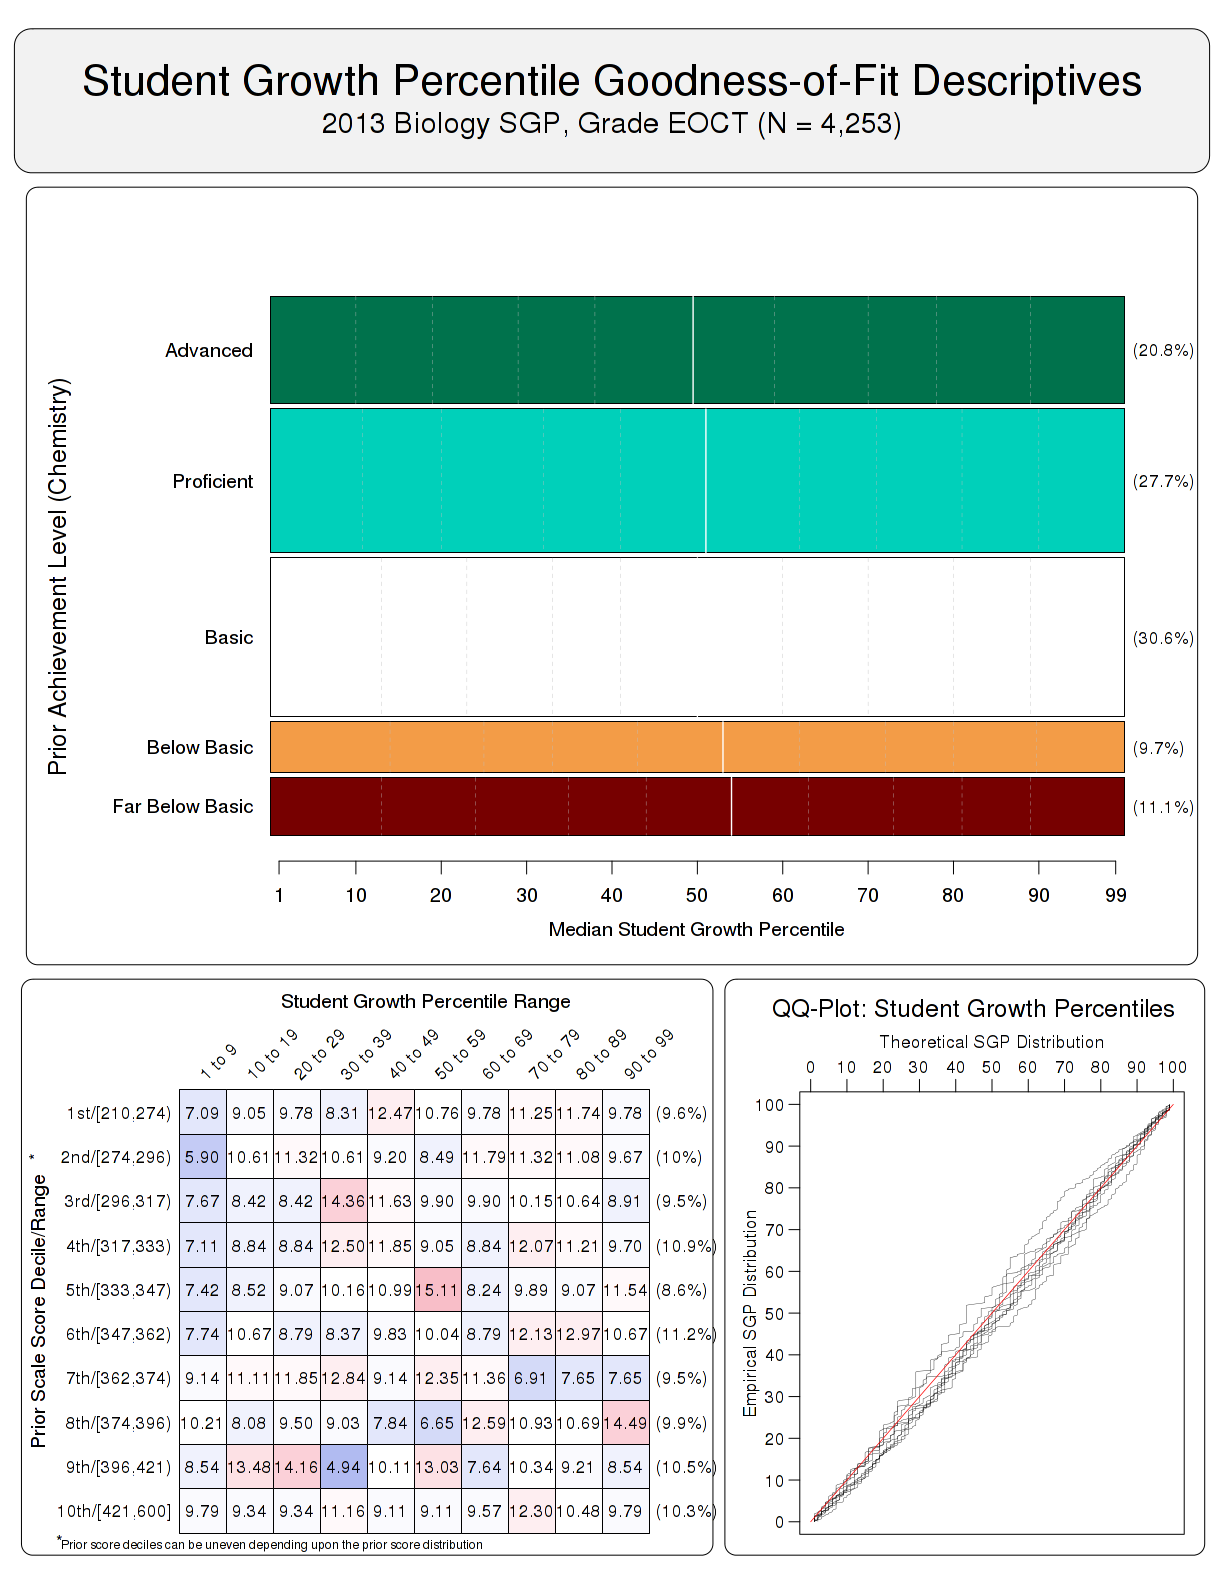 Student Growth Percentile Goodness-of-Fit Descriptives
2013 Biology SGP, Grade EOCT (N = 4,253)
Prior Achievement Level (Chemistry)
Advanced (20.8%)
Proficient (27.7%)
Basic (30.6%)
Below Basic (9.7%)
Far Below Basic (11.1%)
1 10 20 30 40 50 60 70 80 90 99
Median Student Growth Percentile
Student Growth Percentile Range
1 to 9 10 to 19 20 to 29 30 to 39 40 to 49 50 to 59 60 to 69 70 to 79 80 to 89 90 to 99
Prior Scale Score Decile/Range *
1st/[210,274) 7.09 9.05 9.78 8.31 12.47 10.76 9.78 11.25 11.74 9.78 (9.6%)
2nd/[274,296) 5.90 10.61 11.32 10.61 9.20 8.49 11.79 11.32 11.08 9.67 (10%)
3rd/[296,317) 7.67 8.42 8.42 14.36 11.63 9.90 9.90 10.15 10.64 8.91 (9.5%)
4th/[317,333) 7.11 8.84 8.84 12.50 11.85 9.05 8.84 12.07 11.21 9.70 (10.9%)
5th/[333,347) 7.42 8.52 9.07 10.16 10.99 15.11 8.24 9.89 9.07 11.54 (8.6%)
6th/[347,362) 7.74 10.67 8.79 8.37 9.83 10.04 8.79 12.13 12.97 10.67 (11.2%)
7th/[362,374) 9.14 11.11 11.85 12.84 9.14 12.35 11.36 6.91 7.65 7.65 (9.5%)
8th/[374,396) 10.21 8.08 9.50 9.03 7.84 6.65 12.59 10.93 10.69 14.49 (9.9%)
9th/[396,421) 8.54 13.48 14.16 4.94 10.11 13.03 7.64 10.34 9.21 8.54 (10.5%)
10th/[421,600] 9.79 9.34 9.34 11.16 9.11 9.11 9.57 12.30 10.48 9.79 (10.3%)
*Prior score deciles can be uneven depending upon the prior score distribution
QQ-Plot: Student Growth Percentiles
Theoretical SGP Distribution
0 10 20 30 40 50 60 70 80 90 100
Empirical SGP Distribution
100
90
80
70
60
50
40
30
20
10
0